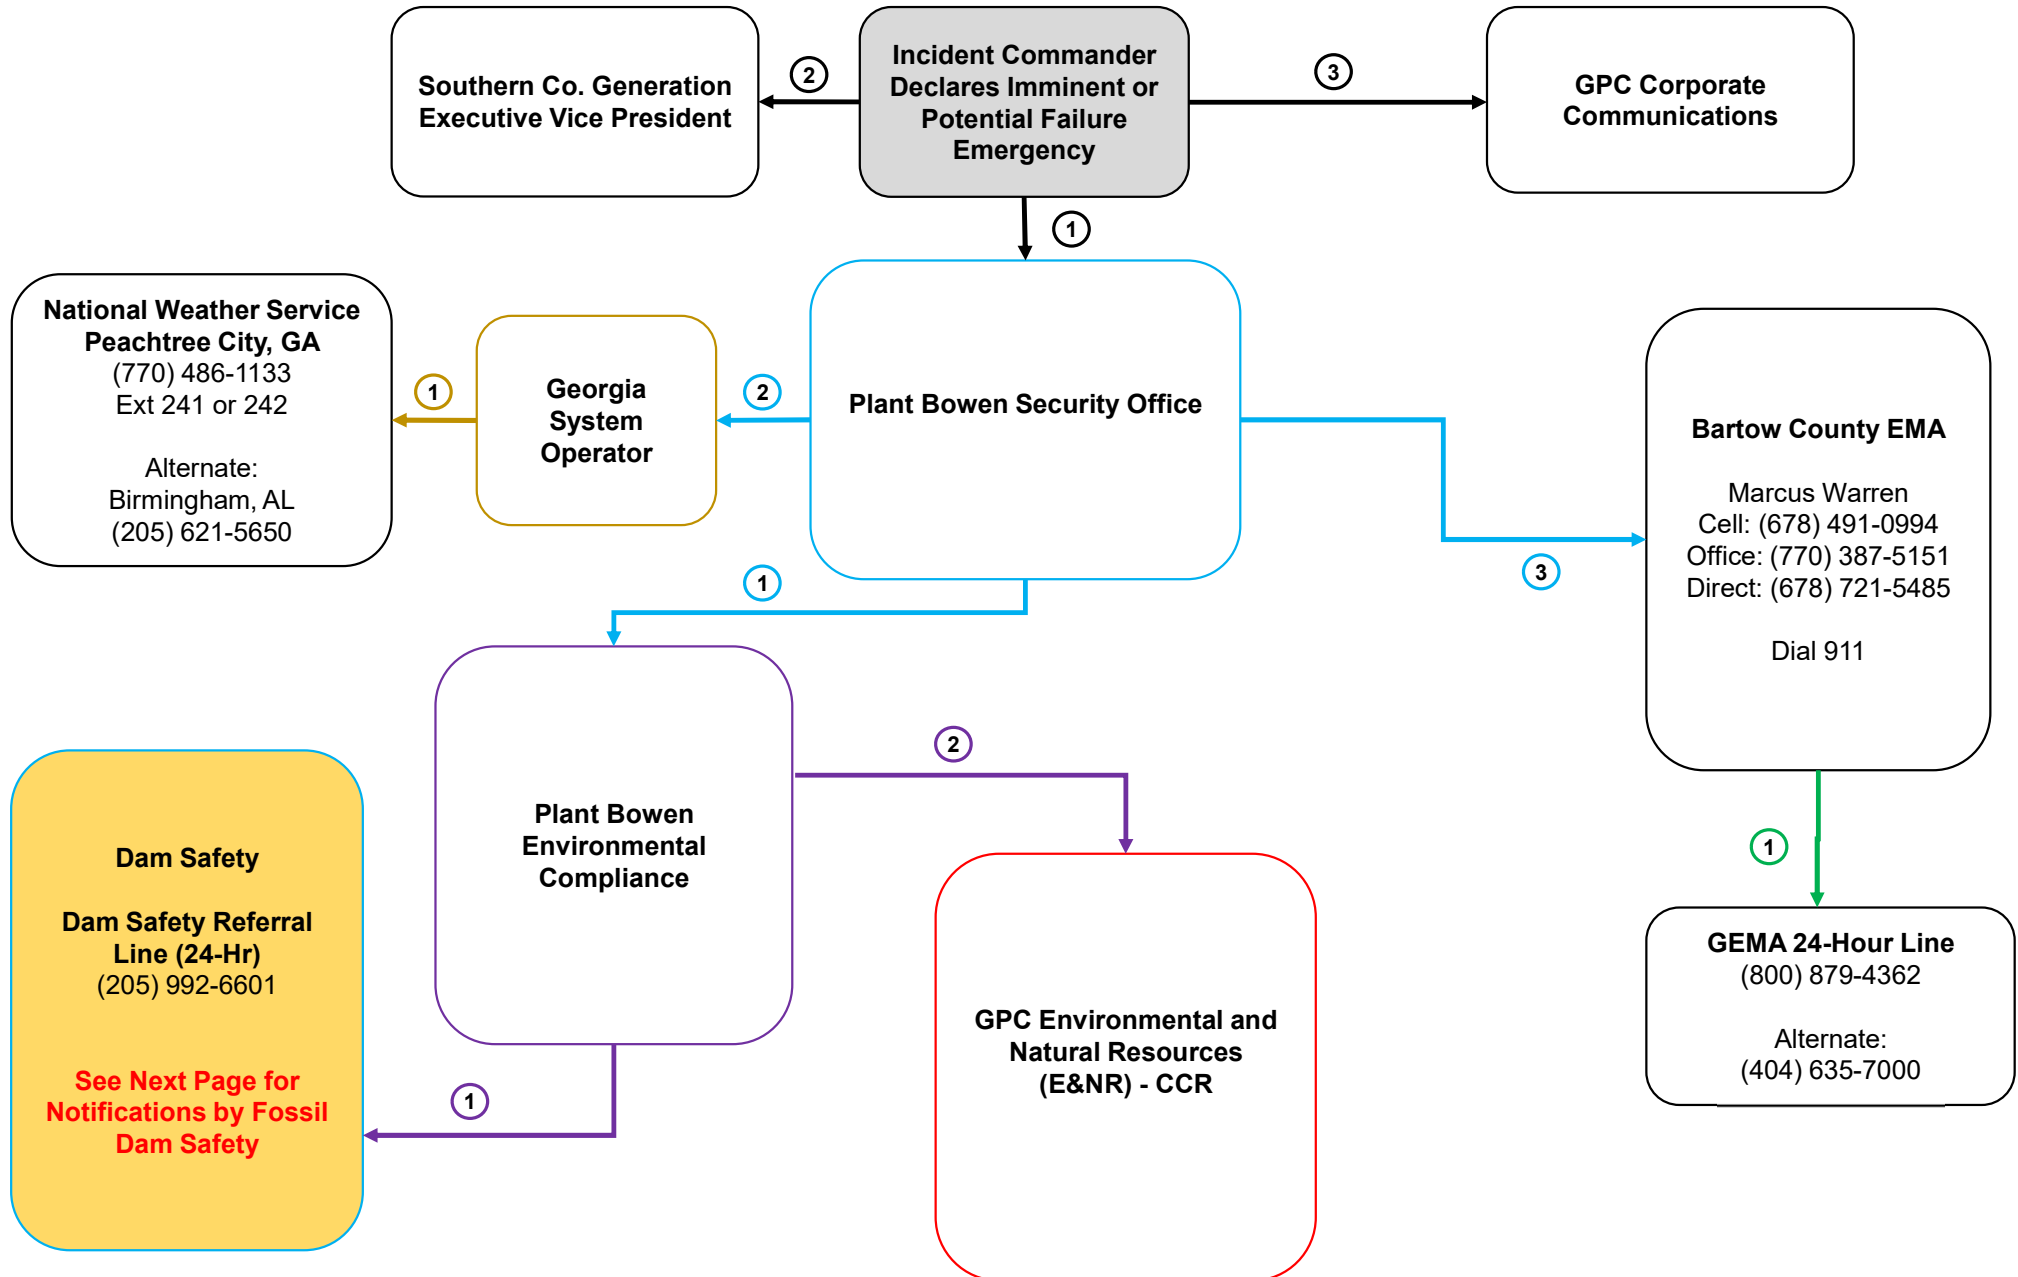 Southern Co. Generation
Executive Vice President
2
Incident Commander
Declares Imminent or
Potential Failure
Emergency
3
GPC Corporate
Communications
1
National Weather Service
Peachtree City, GA
(770) 486-1133
Ext 241 or 242
Alternate:
Birmingham, AL
(205) 621-5650
1
Georgia
System
Operator
2
Plant Bowen Security Office
3
Bartow County EMA
Marcus Warren
Cell: (678) 491-0994
Office: (770) 387-5151
Direct: (678) 721-5485
Dial 911
1
Plant Bowen
Environmental
Compliance
2
1
Dam Safety
Dam Safety Referral
Line (24-Hr)
(205) 992-6601
See Next Page for
Notifications by Fossil
Dam Safety
1
GPC Environmental and
Natural Resources
(E&NR) - CCR
GEMA 24-Hour Line
(800) 879-4362
Alternate:
(404) 635-7000